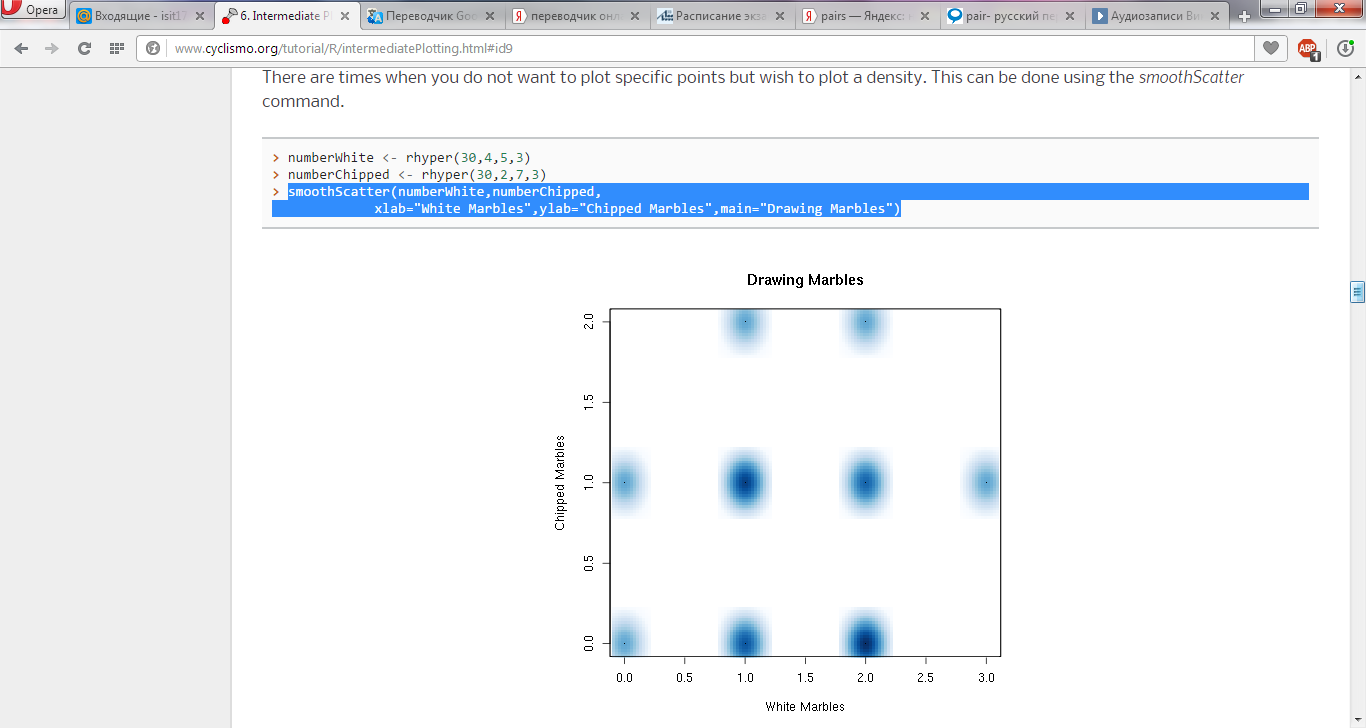 Opera
Входящие - isit17
6. Intermediate Pl
Переводчик Goo
переводчик онл
Расписание экза
pairs — Яндекс:
pair- русский пе
Аудиозаписи Ви
www.cyclismo.org/tutorial/R/intermediatePlotting.html#id9
ABP
1
There are times when you do not want to plot specific points but wish to plot a density. This can be done using the smoothScatter
command.
> numberWhite <- rhyper(30,4,5,3)
> numberChipped <- rhyper(30,2,7,3)
> smoothScatter(numberWhite,numberChipped,
xlab="White Marbles",ylab="Chipped Marbles",main="Drawing Marbles")
Drawing Marbles
2.0
1.5
1.0
0.5
0.0
Chipped Marbles
0.0 0.5 1.0 1.5 2.0 2.5 3.0
White Marbles